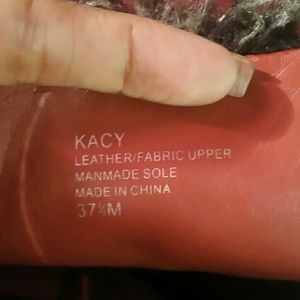 KACY
LEATHER/FABRIC UPPER
MANMADE SOLE
MADE IN CHINA
37½M